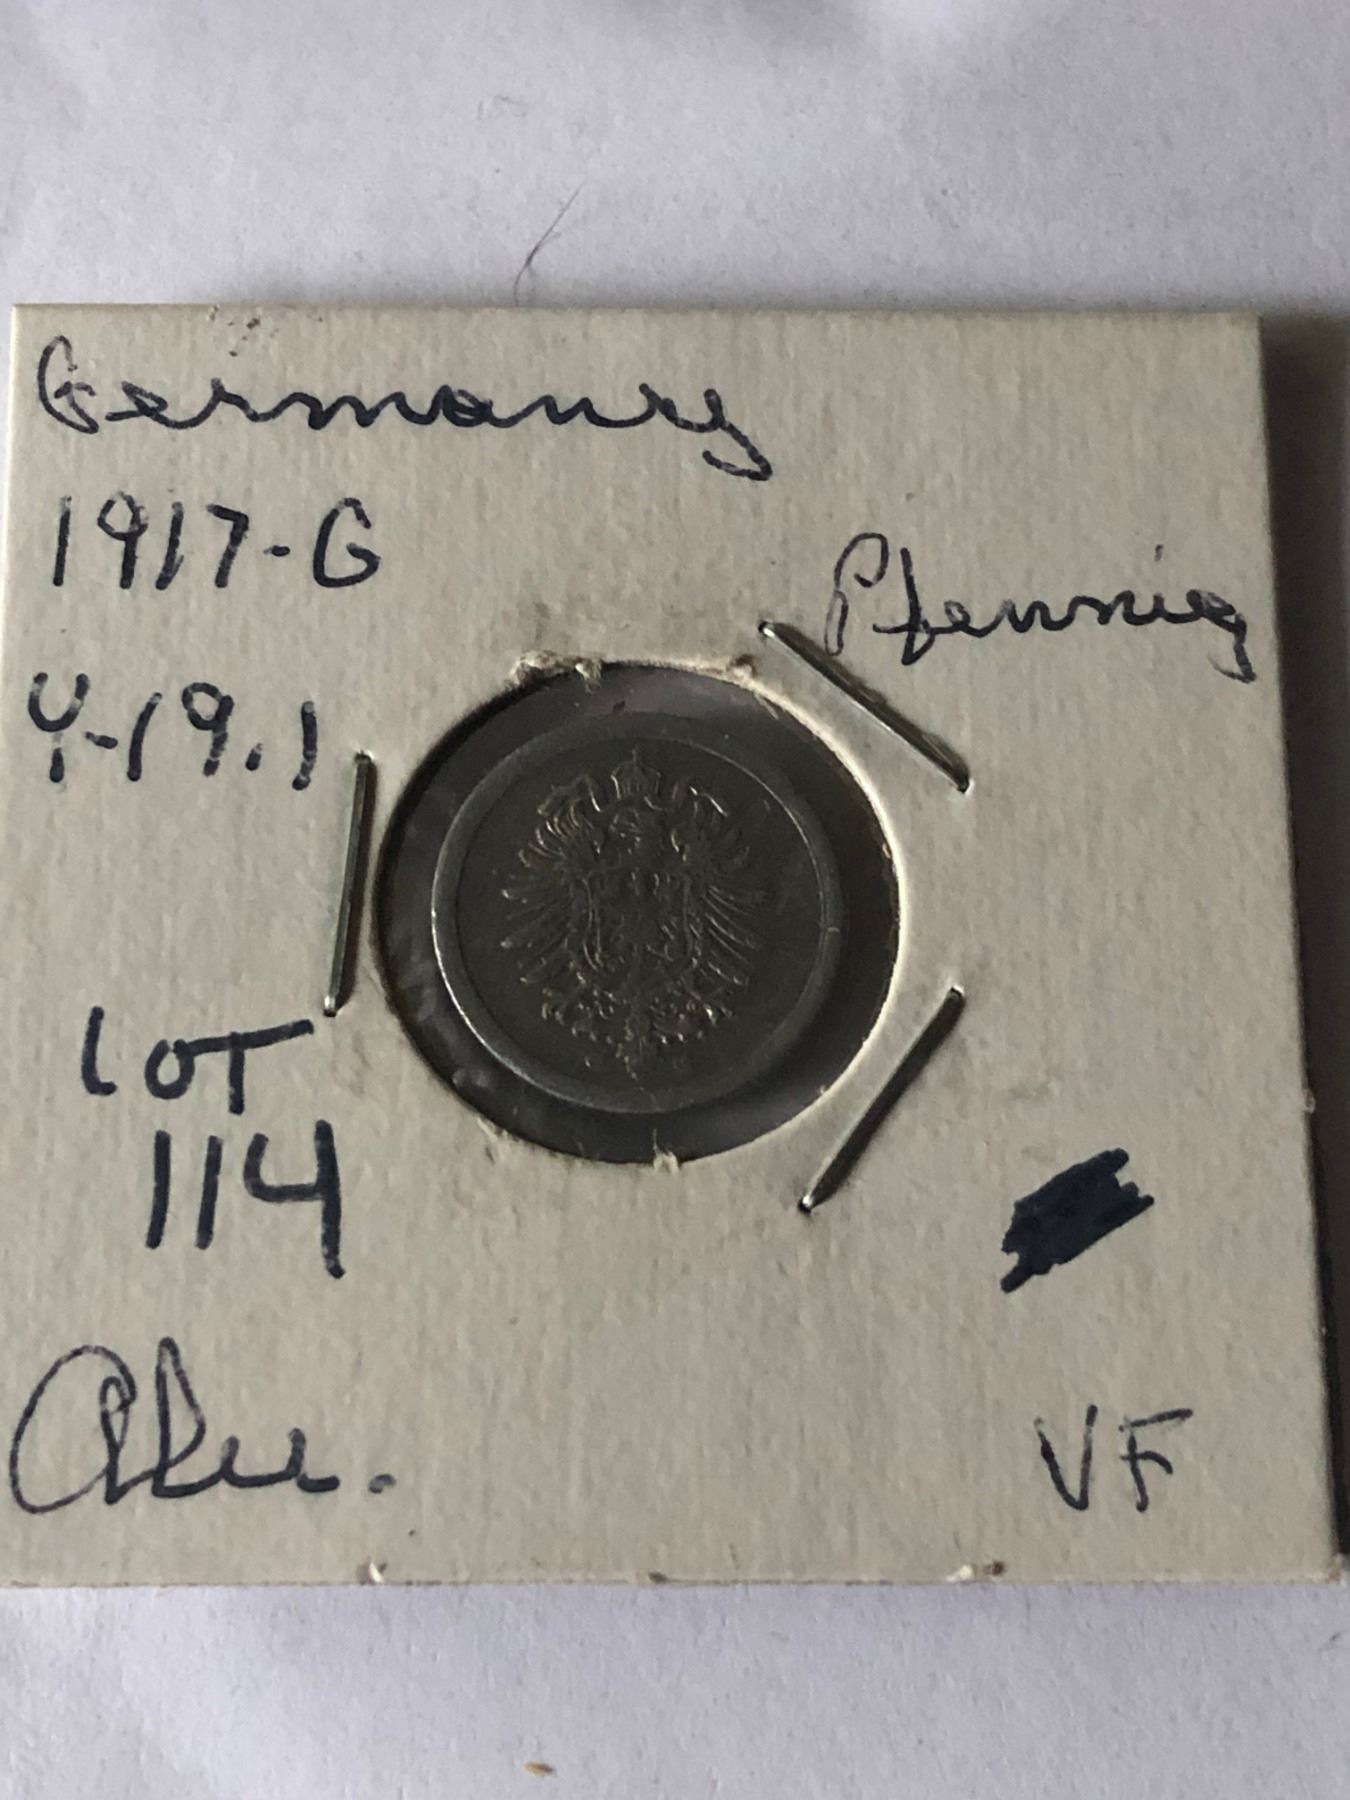 Germany
1917-G
Pfennig
Y-19.1
LOT
114
Alu.
VF